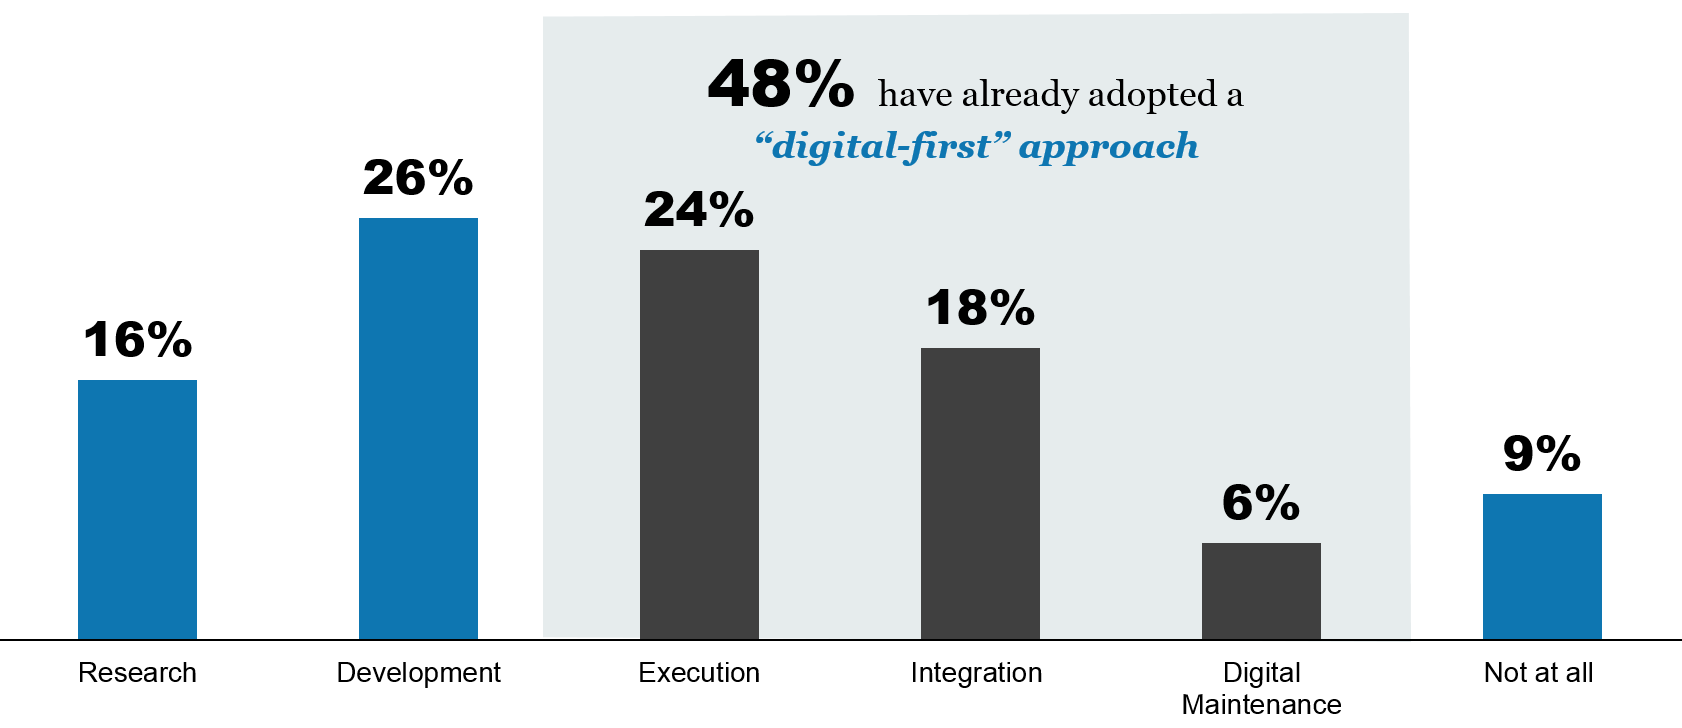 48% have already adopted a
“digital-first” approach
16%
26%
24%
18%
6%
9%
Research
Development
Execution
Integration
Digital
Maintenance
Not at all